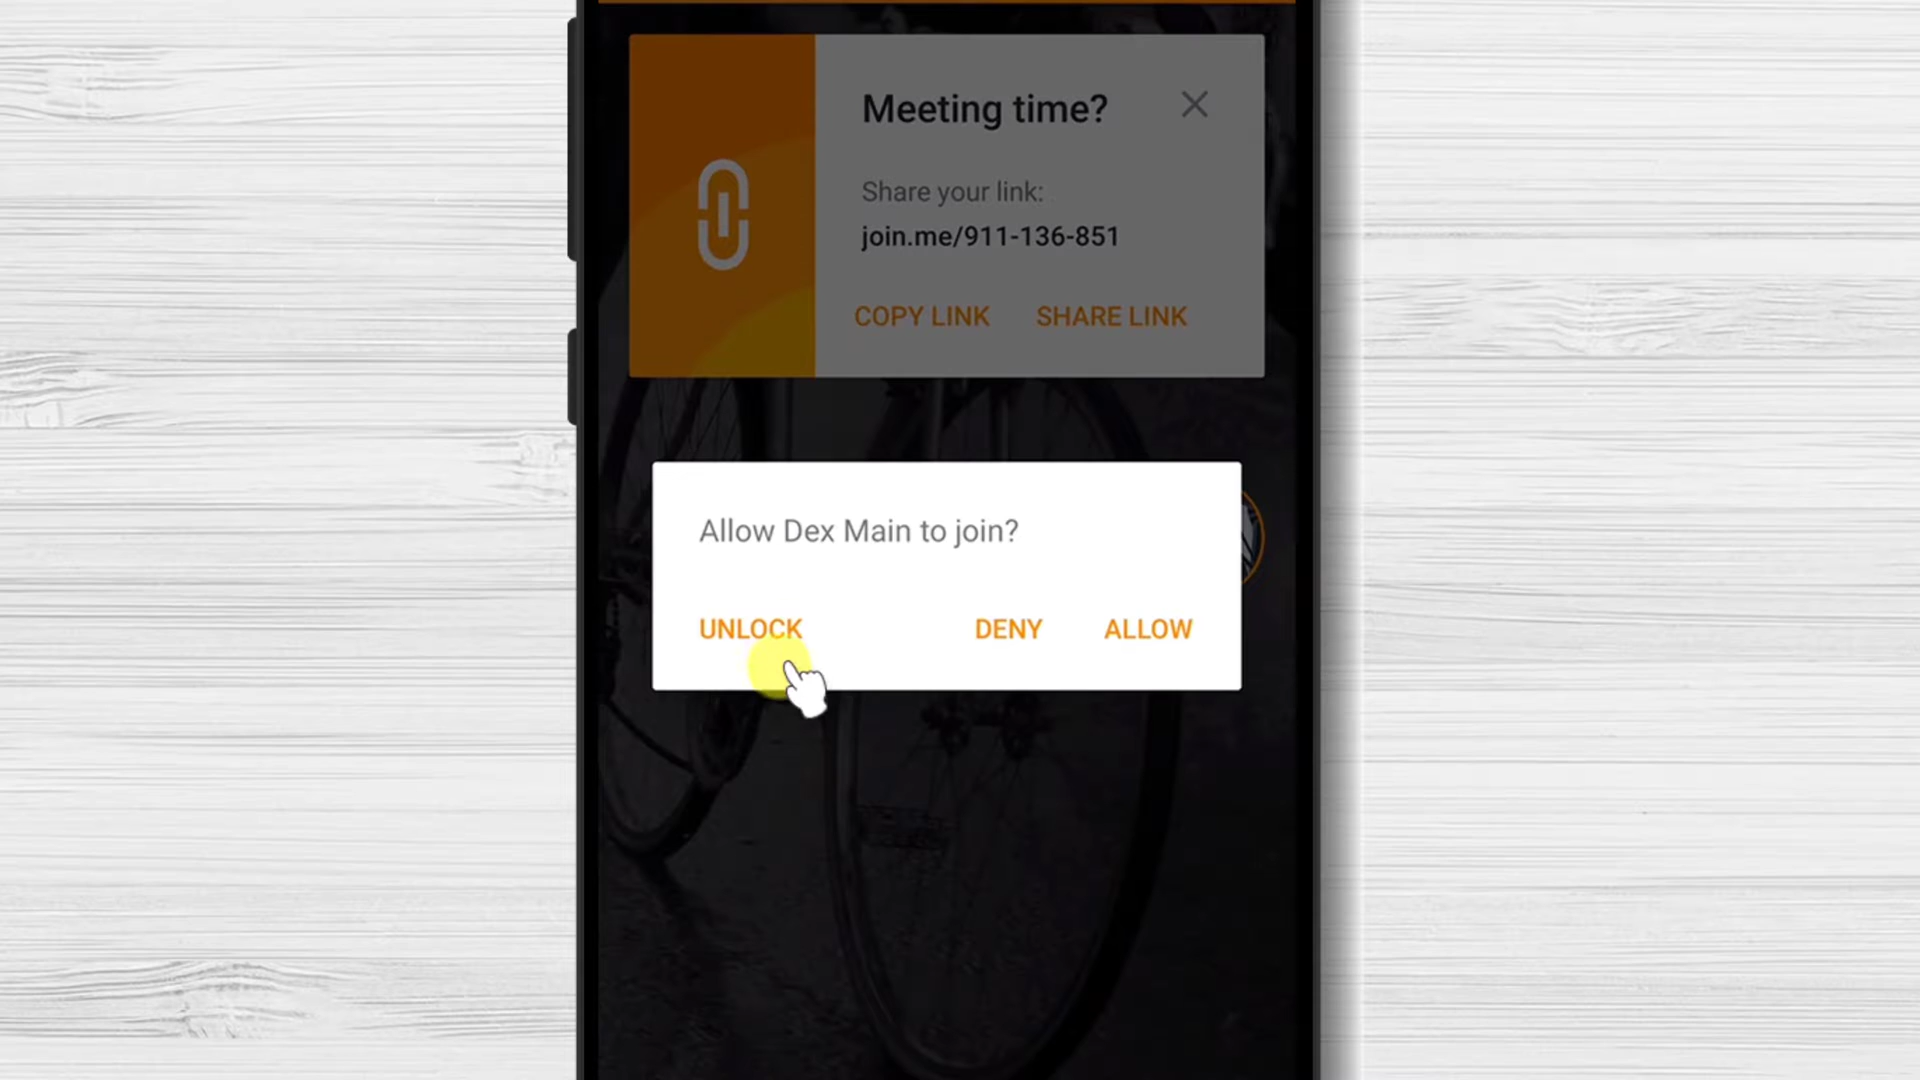 Meeting time?
Share your link:
join.me/911-136-851
COPY LINK SHARE LINK
Allow Dex Main to join?
UNLOCK DENY ALLOW